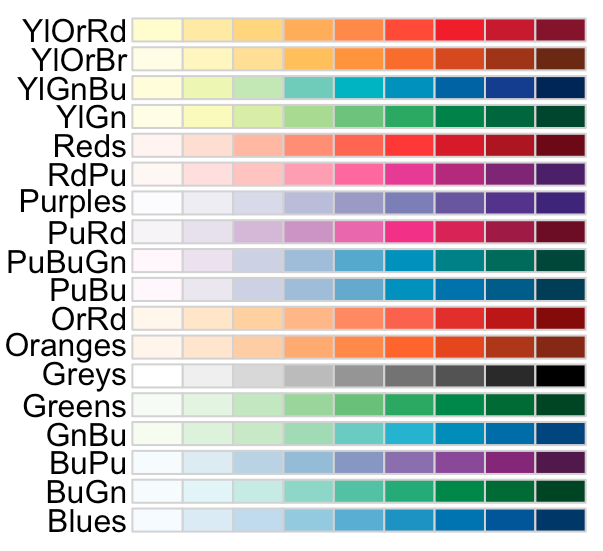 YlOrRd
YlOrBr
YlGnBu
YlGn
Reds
RdPu
Purples
PuRd
PuBuGn
PuBu
OrRd
Oranges
Greys
Greens
GnBu
BuPu
BuGn
Blues